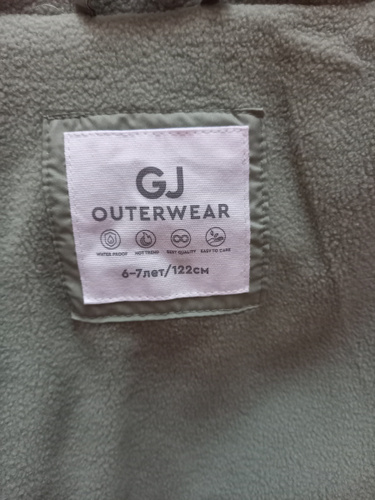 GJ
OUTERWEAR
WATER PROOF HOT TREND BEST QUALITY EASY TO CARE
6-7лет/122см